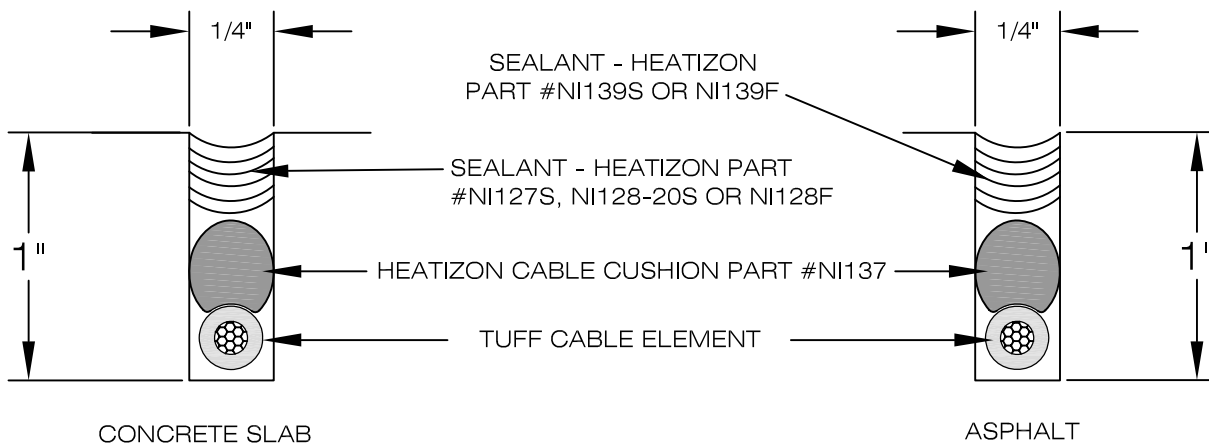 1/4"
1/4"
SEALANT - HEATIZON
PART #NI139S OR NI139F
SEALANT - HEATIZON PART
#NI127S, NI128-20S OR NI128F
1"
1"
HEATIZON CABLE CUSHION PART #NI137
TUFF CABLE ELEMENT
CONCRETE SLAB
ASPHALT